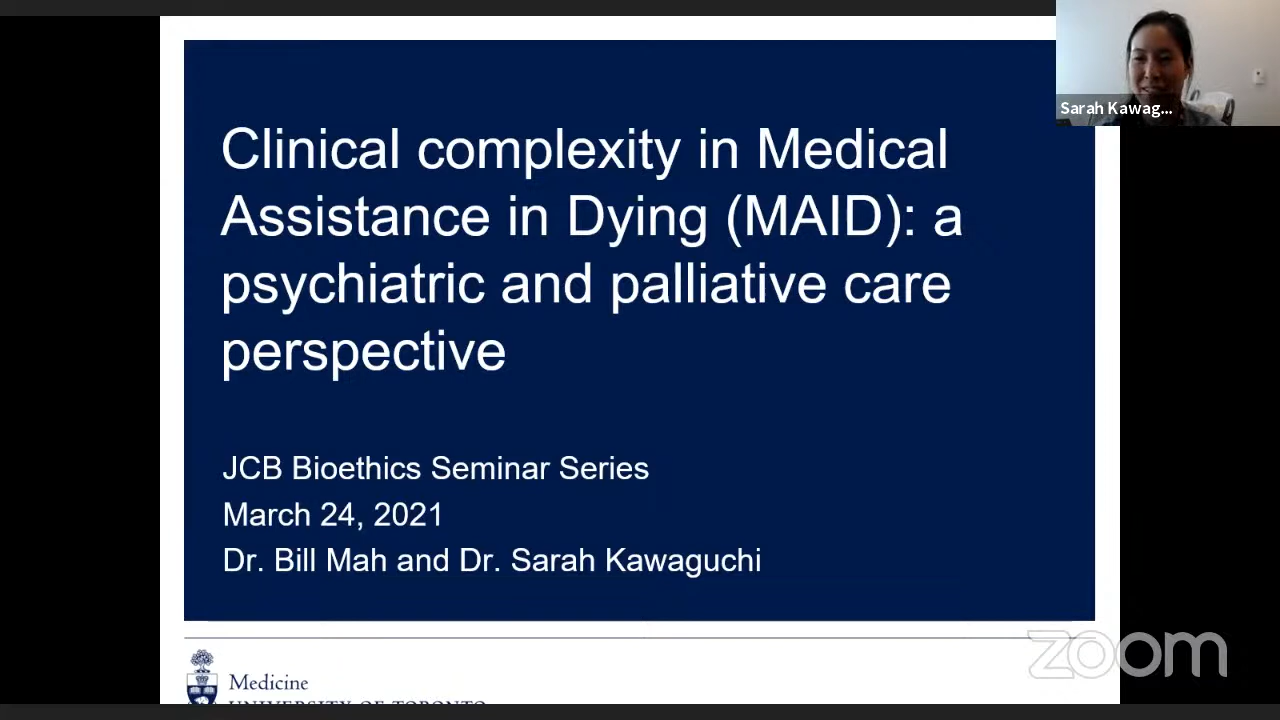 Clinical complexity in Medical
Assistance in Dying (MAID): a
psychiatric and palliative care
perspective
JCB Bioethics Seminar Series
March 24, 2021
Dr. Bill Mah and Dr. Sarah Kawaguchi
Sarah Kawag...
zoom
Medicine
UNIVERSITY OF TORONTO